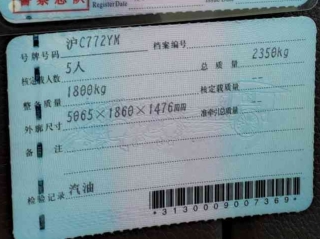 Register Date
号牌号码 沪C772YM 档案编号
核定载人数 5人 总质量 2350kg
整备质量 1800kg 核定载质量
外廓尺寸 5065×1860×1476mm 准牵引总质量
备注
检验记录 汽油
*3130009007369*